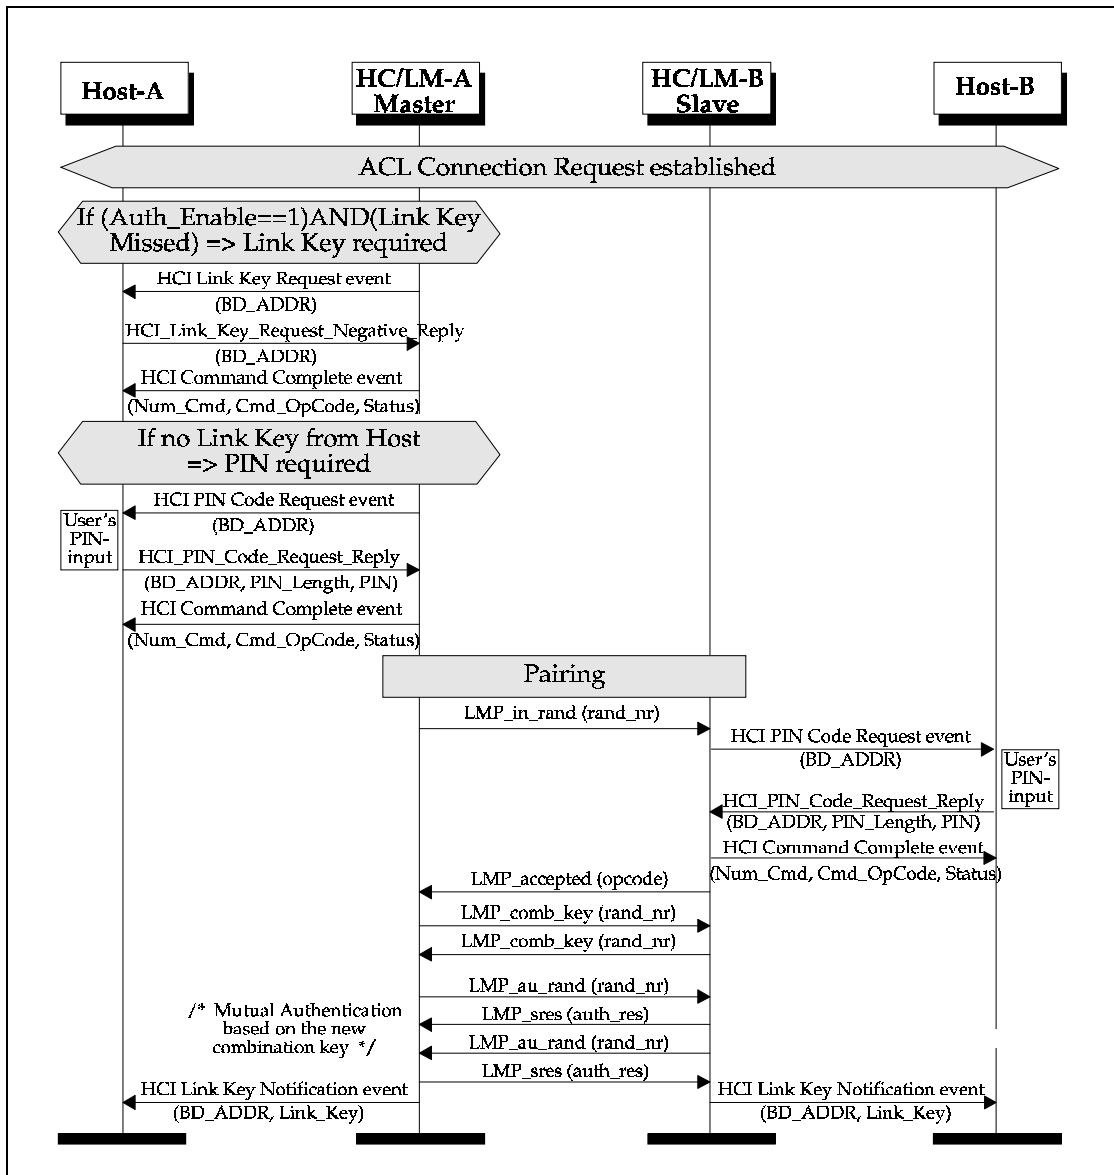 Host-A
HC/LM-A
Master
HC/LM-B
Slave
Host-B
ACL Connection Request established
If (Auth_Enable==1)AND(Link Key
Missed) => Link Key required
HCI Link Key Request event
(BD_ADDR)
HCI_Link_Key_Request_Negative_Reply
(BD_ADDR)
HCI Command Complete event
(Num_Cmd, Cmd_OpCode, Status)
If no Link Key from Host
=> PIN required
HCI PIN Code Request event
(BD_ADDR)
User's
PIN-
input
HCI_PIN_Code_Request_Reply
(BD_ADDR, PIN_Length, PIN)
HCI Command Complete event
(Num_Cmd, Cmd_OpCode, Status)
Pairing
LMP_in_rand (rand_nr)
HCI PIN Code Request event
(BD_ADDR)
User's
PIN-
input
HCI_PIN_Code_Request_Reply
(BD_ADDR, PIN_Length, PIN)
HCI Command Complete event
(Num_Cmd, Cmd_OpCode, Status)
LMP_accepted (opcode)
LMP_comb_key (rand_nr)
LMP_comb_key (rand_nr)
LMP_au_rand (rand_nr)
/* Mutual Authentication
based on the new
combination key */
LMP_sres (auth_res)
LMP_au_rand (rand_nr)
LMP_sres (auth_res)
HCI Link Key Notification event
(BD_ADDR, Link_Key)
HCI Link Key Notification event
(BD_ADDR, Link_Key)